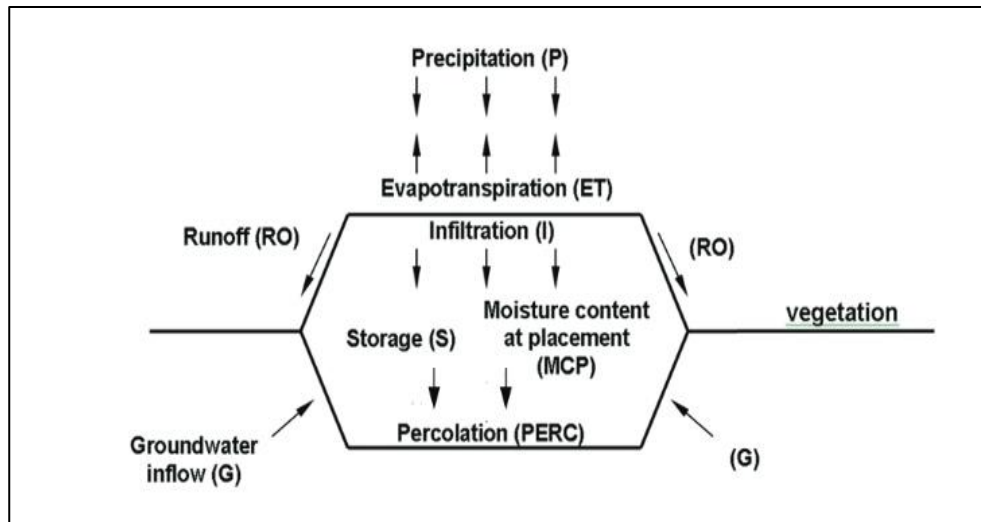 Precipitation (P)
Evapotranspiration (ET)
Infiltration (I)
Runoff (RO)
(RO)
Moisture content
at placement
(MCP)
Storage (S)
vegetation
Percolation (PERC)
Groundwater
inflow (G)
(G)